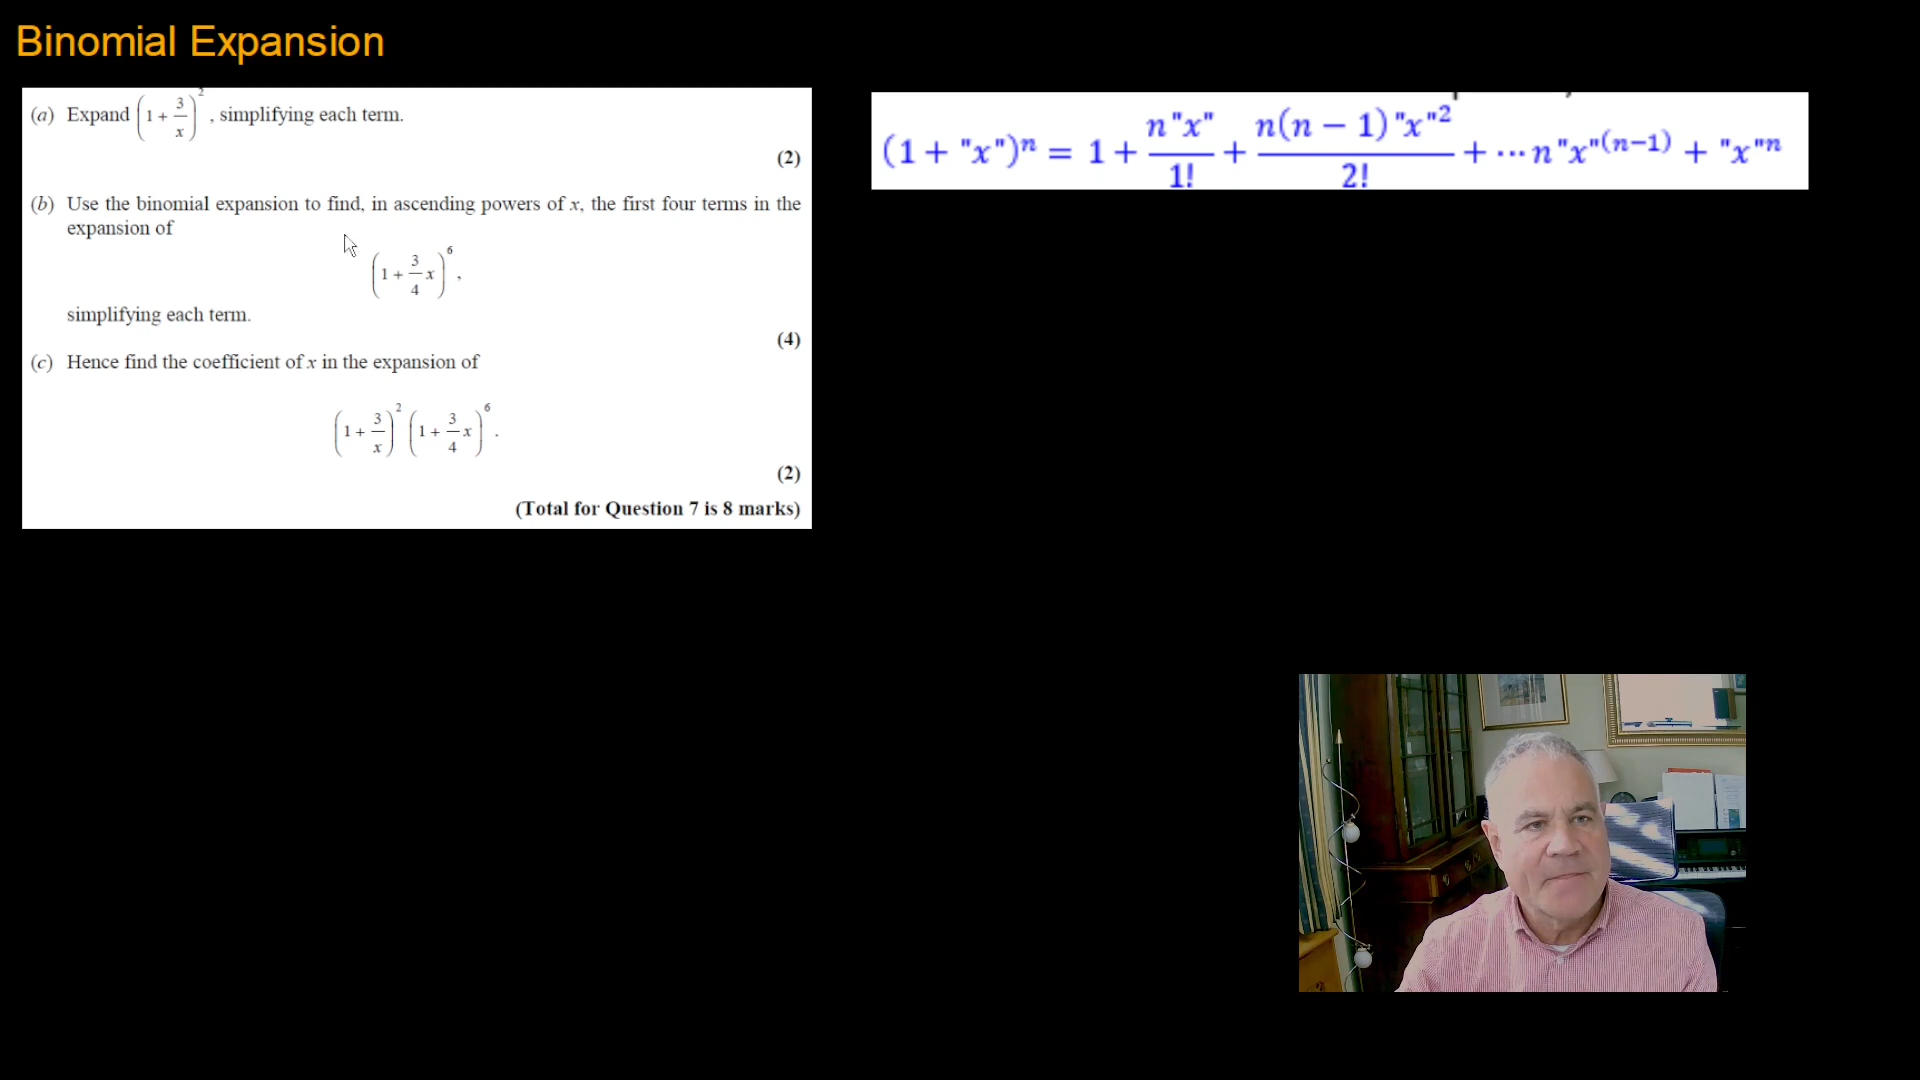 Binomial Expansion
(a) Expand (1 + 3/x)², simplifying each term.
(2)
(b) Use the binomial expansion to find, in ascending powers of x, the first four terms in the
expansion of
(1 + 3/4 x)⁶,
simplifying each term.
(4)
(c) Hence find the coefficient of x in the expansion of
(1 + 3/x)² (1 + 3/4 x)⁶.
(2)
(Total for Question 7 is 8 marks)
(1 + "x")ⁿ = 1 + n"x"/1! + n(n − 1)"x"²/2! + ⋯ n"x"⁽ⁿ⁻¹⁾ + "x"ⁿ